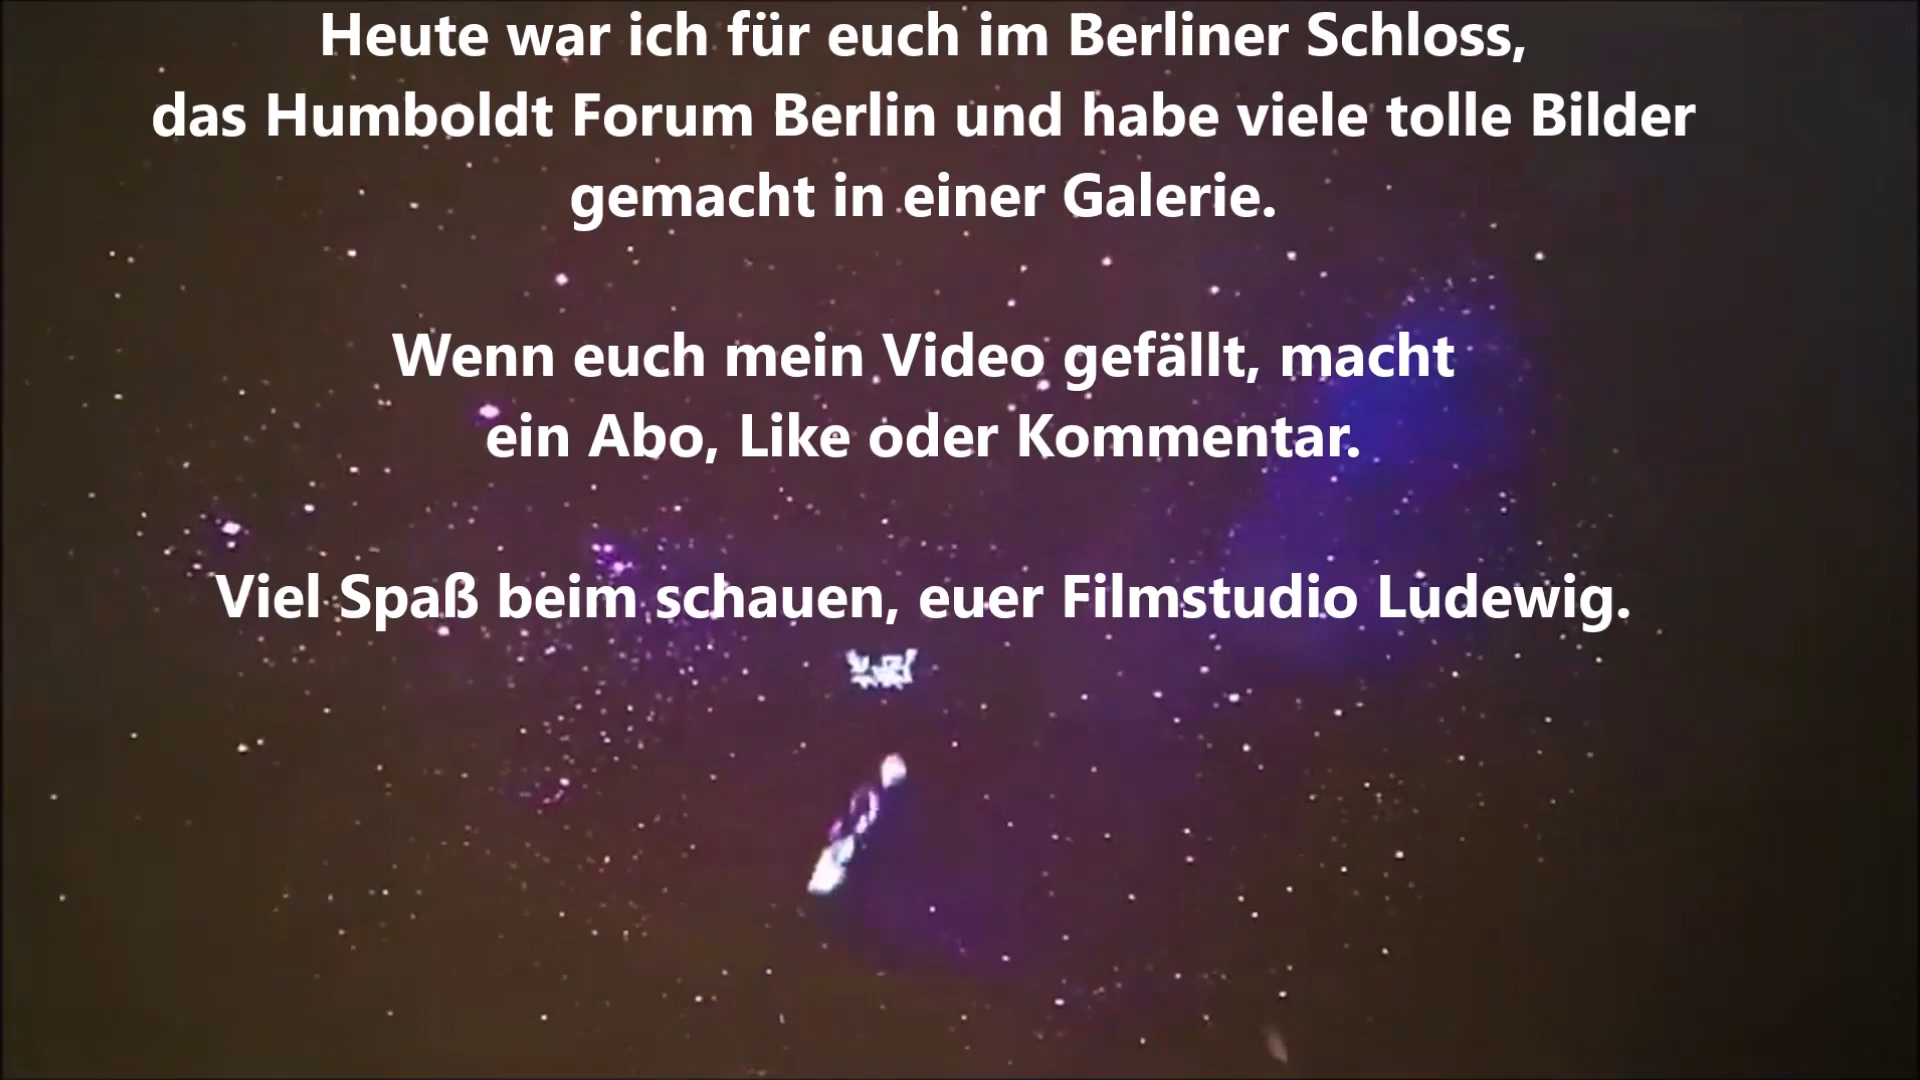 Heute war ich für euch im Berliner Schloss,
das Humboldt Forum Berlin und habe viele tolle Bilder
gemacht in einer Galerie.
Wenn euch mein Video gefällt, macht
ein Abo, Like oder Kommentar.
Viel Spaß beim schauen, euer Filmstudio Ludewig.